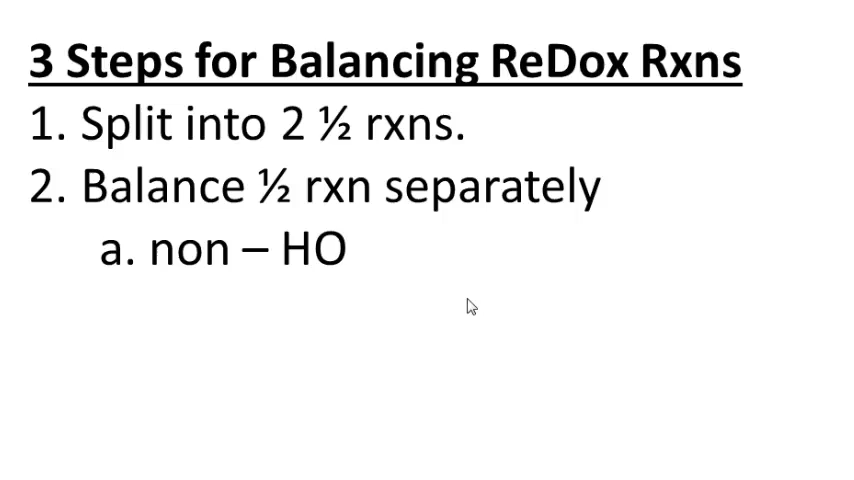 3 Steps for Balancing ReDox Rxns
1. Split into 2 ½ rxns.
2. Balance ½ rxn separately
a. non – HO